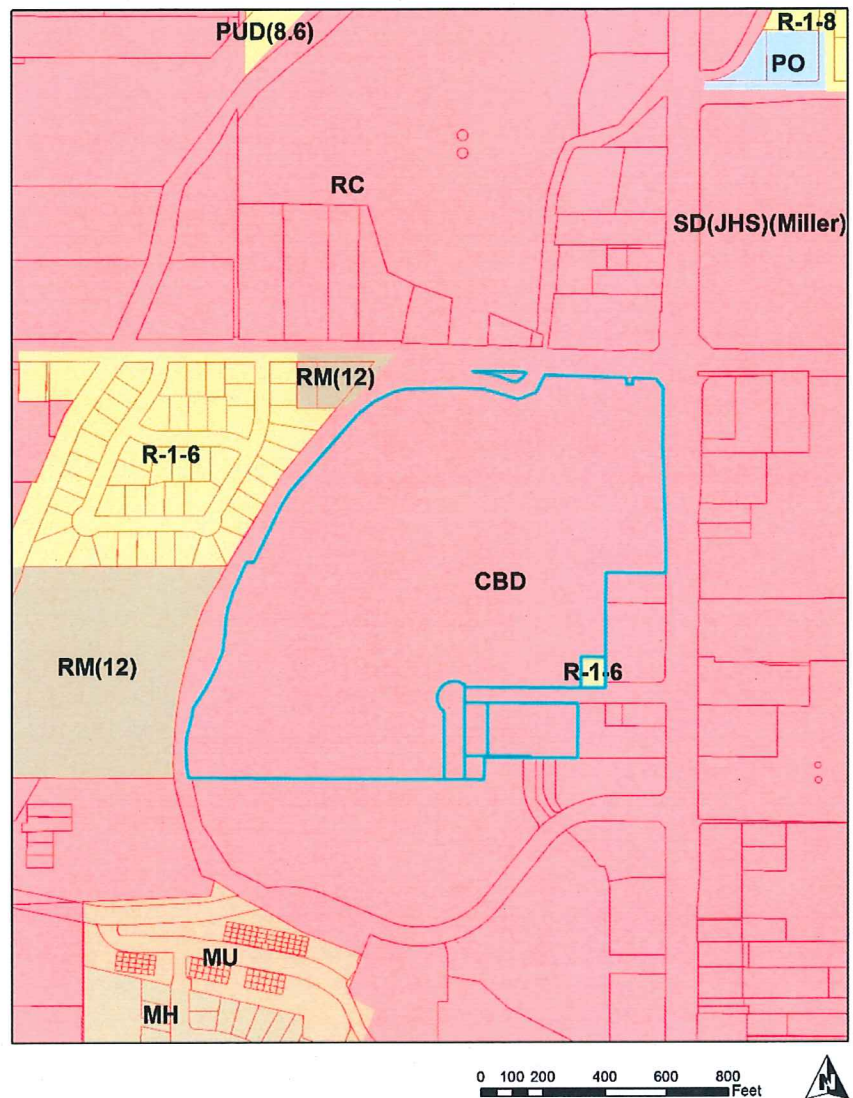 PUD(8.6)
R-1-8
PO
RC
SD(JHS)(Miller)
RM(12)
R-1-6
CBD
RM(12)
R-1-6
MU
MH
0 100 200 400 600 800
Feet
N